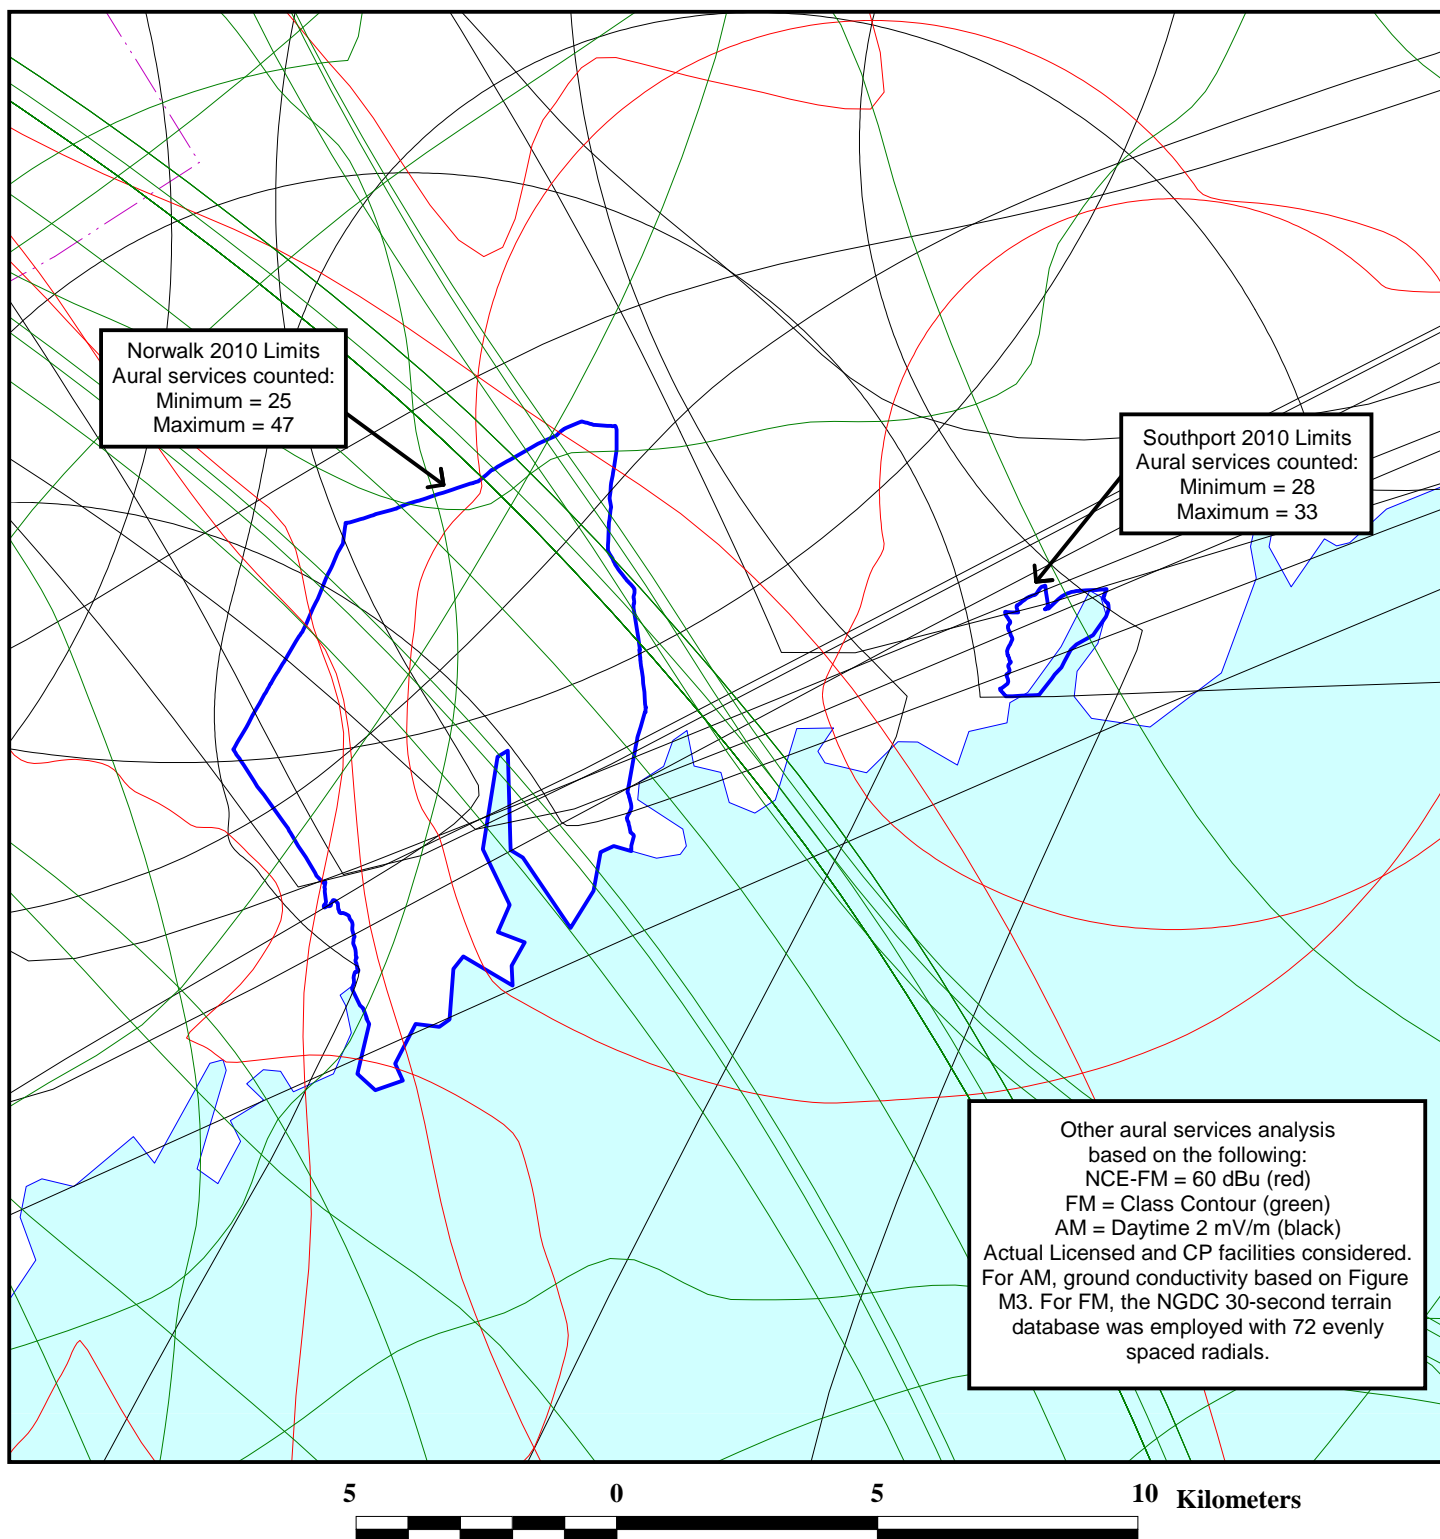 Norwalk 2010 Limits
Aural services counted:
Minimum = 25
Maximum = 47
Southport 2010 Limits
Aural services counted:
Minimum = 28
Maximum = 33
Other aural services analysis
based on the following:
NCE-FM = 60 dBu (red)
FM = Class Contour (green)
AM = Daytime 2 mV/m (black)
Actual Licensed and CP facilities considered.
For AM, ground conductivity based on Figure
M3. For FM, the NGDC 30-second terrain
database was employed with 72 evenly
spaced radials.
5 0 5 10 Kilometers